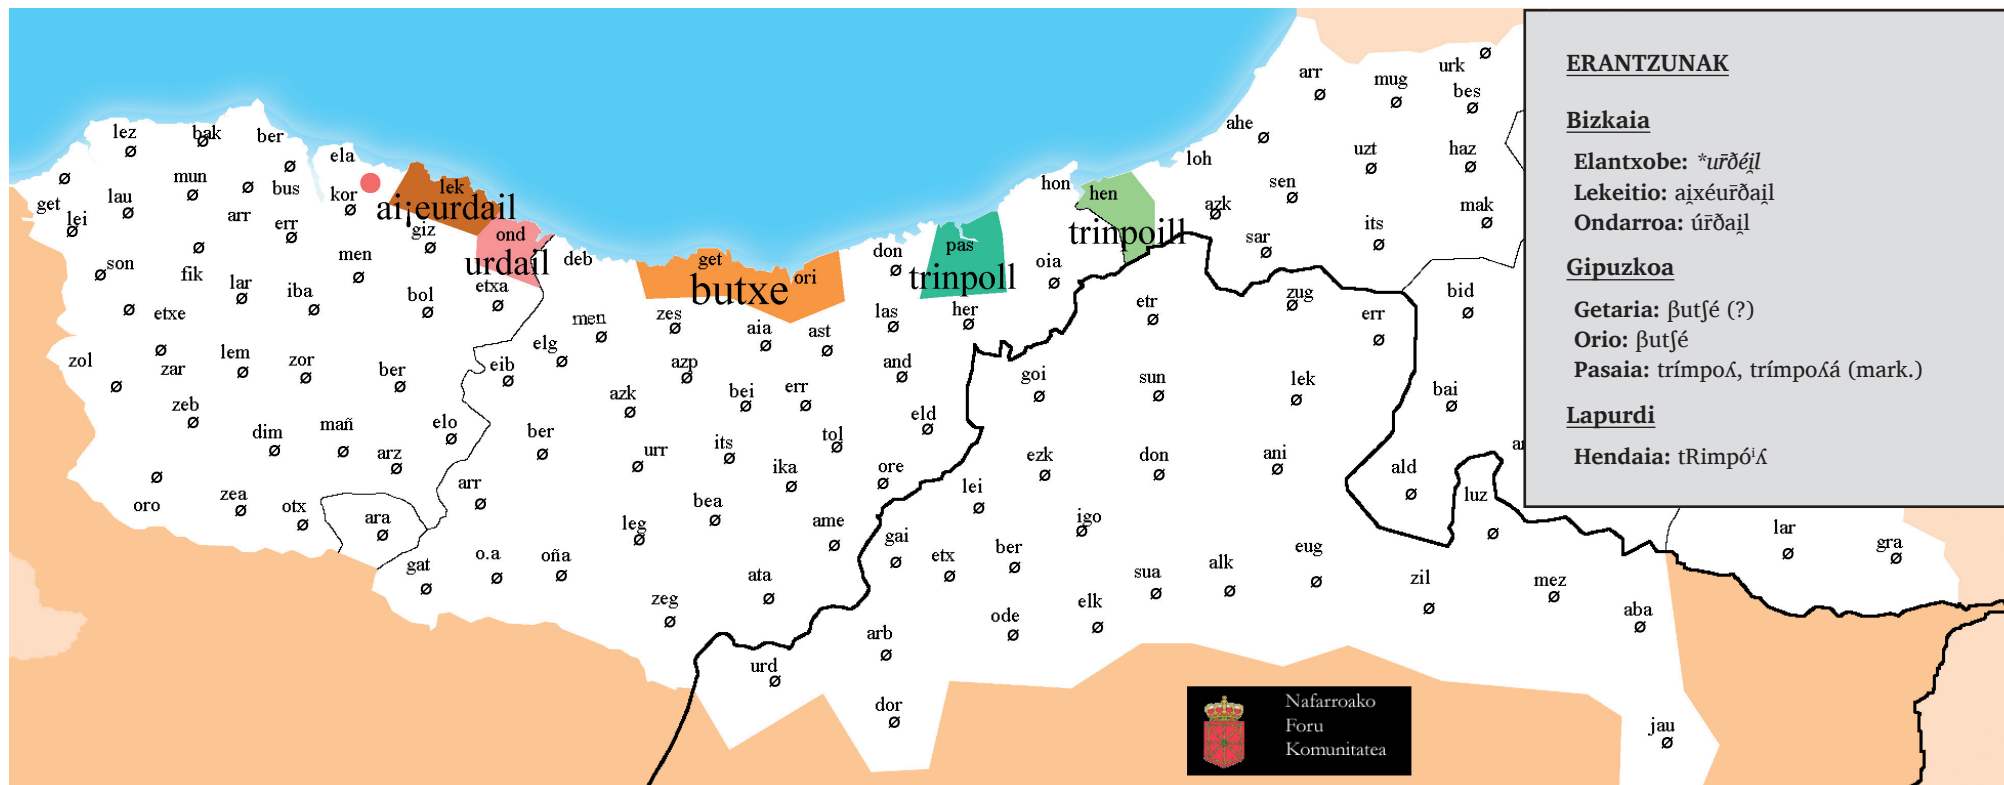 arr
mug
urk
bes
ahe
lez
bak
ber
ela
uzt
haz
loh
mun
bus
kor
lek
hon
hen
sen
get
lau
arr
err
ai¡eurdail
azk
mak
lei
giz
ond
trinpoill
its
sar
son
fik
men
urdail
deb
get
ori
don
pas
oia
lar
iba
bol
etxa
butxe
trinpoll
zug
bid
etxe
men
zes
aia
ast
las
her
etr
err
zol
zar
lem
zor
ber
eib
elg
azp
and
goi
sun
lek
bai
zeb
dim
mañ
elo
azk
bei
err
eld
arz
ber
urr
its
tol
ezk
don
ani
ald
oro
zea
otx
ara
arr
ika
ore
lei
luz
bea
leg
ame
igo
lar
gat
o.a
oña
gai
etx
ber
eug
gra
ata
sua
alk
zil
mez
zeg
ode
elk
aba
arb
urd
dor
jau
ERANTZUNAK
Bizkaia
Elantxobe: *ur̄ðéi̯l
Lekeitio: ai̯xéur̄ðai̯l
Ondarroa: úr̄ðai̯l
Gipuzkoa
Getaria: βutʃé (?)
Orio: βutʃé
Pasaia: trímpoʎ, trímpoʎá (mark.)
Lapurdi
Hendaia: tRimpóⁱʎ
Nafarroako
Foru
Komunitatea